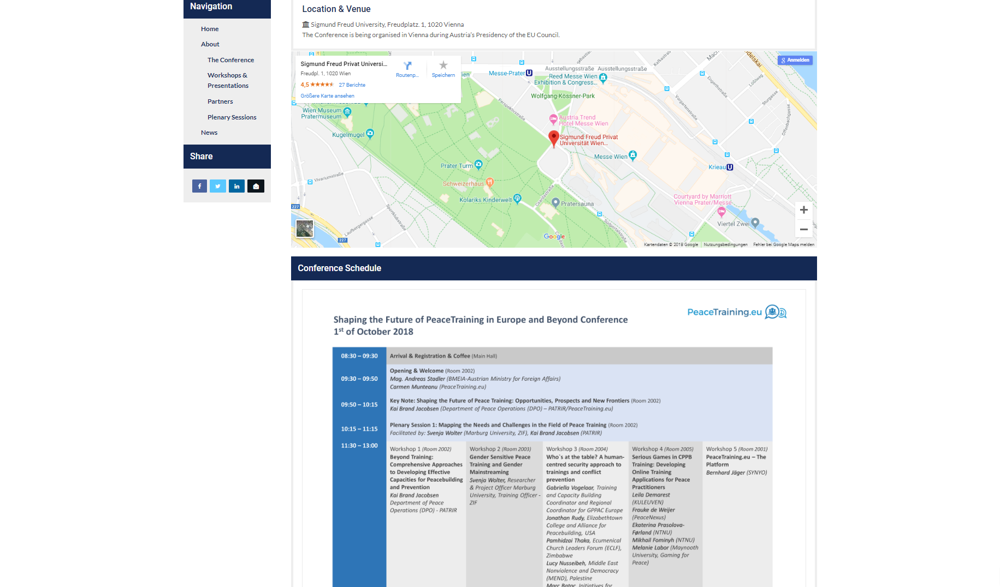 Navigation
Home
About
The Conference
Workshops &
Presentations
Partners
Plenary Sessions
News
Share
Location & Venue
Sigmund Freud University, Freudplatz. 1, 1020 Vienna
The Conference is being organised in Vienna during Austria's Presidency of the EU Council.
Sigmund Freud Privat Universi...
Freudpl. 1, 1020 Wien
4,5 27 Berichte
Größere Karte ansehen
Routenp...
Speichern
Anmelden
Messe-Prater
Ausstellungsstraße Ausstellungsstraße
Reed Messe Wien
Exhibition & Congress...
Wolfgang-Kössner-Park
Perspektivstraße
Vorgartenstraße
Kafkastraße
Engerthstraße
Sturgasse
Offenbachgasse
Wien Museum
Pratermuseum
Kugelmugel
Austria Trend
Hotel Messe Wien
Sigmund Freud Privat
Universität Wien...
Messe Wien
Krieau
Prater Turm
Schweizerhaus
Kolariks Kinderwelt
Pratersauna
Vivariumstraße
Laufbergergasse
Sportklubstraße
Südportalstraße
Courtyard by Marriott
Vienna Prater/Messe
Viertel Zwei
227
227
Google
Kartendaten © 2018 Google
Nutzungsbedingungen
Fehler bei Google Maps melden
Conference Schedule
PeaceTraining.eu
Shaping the Future of PeaceTraining in Europe and Beyond Conference
1st of October 2018
08:30 – 09:30
Arrival & Registration & Coffee (Main Hall)
09:30 – 09:50
Opening & Welcome (Room 2002)
Mag. Andreas Stadler (BMEIA-Austrian Ministry for Foreign Affairs)
Carmen Munteanu (PeaceTraining.eu)
09:50 – 10:15
Key Note: Shaping the Future of Peace Training: Opportunities, Prospects and New Frontiers (Room 2002)
Kai Brand Jacobsen (Department of Peace Operations (DPO) – PATRIR/PeaceTraining.eu)
10:15 – 11:15
Plenary Session 1: Mapping the Needs and Challenges in the Field of Peace Training (Room 2002)
Facilitated by: Svenja Wolter (Marburg University, ZIF), Kai Brand Jacobsen (PATRIR)
11:30 – 13:00
Workshop 1 (Room 2002)
Beyond Training:
Comprehensive Approaches
to Developing Effective
Capacities for Peacebuilding
and Prevention
Kai Brand Jacobsen
Department of Peace
Operations (DPO) - PATRIR
Workshop 2 (Room 2003)
Gender Sensitive Peace
Training and Gender
Mainstreaming
Svenja Wolter, Researcher
& Project Officer Marburg
University, Training Officer -
ZIF
Workshop 3 (Room 2004)
Who`s at the table? A human-
centred security approach to
trainings and conflict
prevention
Gabriella Vogelaar, Training
and Capacity Building
Coordinator and Regional
Coordinator for GPPAC Europe
Jonathan Rudy, Elizabethtown
College and Alliance for
Peacebuilding, USA
Pamhidzai Thaka, Ecumenical
Church Leaders Forum (ECLF),
Zimbabwe
Lucy Nusseibeh, Middle East
Nonviolence and Democracy
(MEND), Palestine
Marc Batac, Initiatives for
Workshop 4 (Room 2005)
Serious Games in CPPB
Training: Developing
Online Training
Applications for Peace
Practitioners
Leila Demarest
(KULEUVEN)
Frauke de Weijer
(PeaceNexus)
Ekaterina Prasolova-
Førland (NTNU)
Mikhail Fominyh (NTNU)
Melanie Labor (Maynooth
University, Gaming for
Peace)
Workshop 5 (Room 2001)
PeaceTraining.eu – The
Platform
Bernhard Jäger (SYNYO)